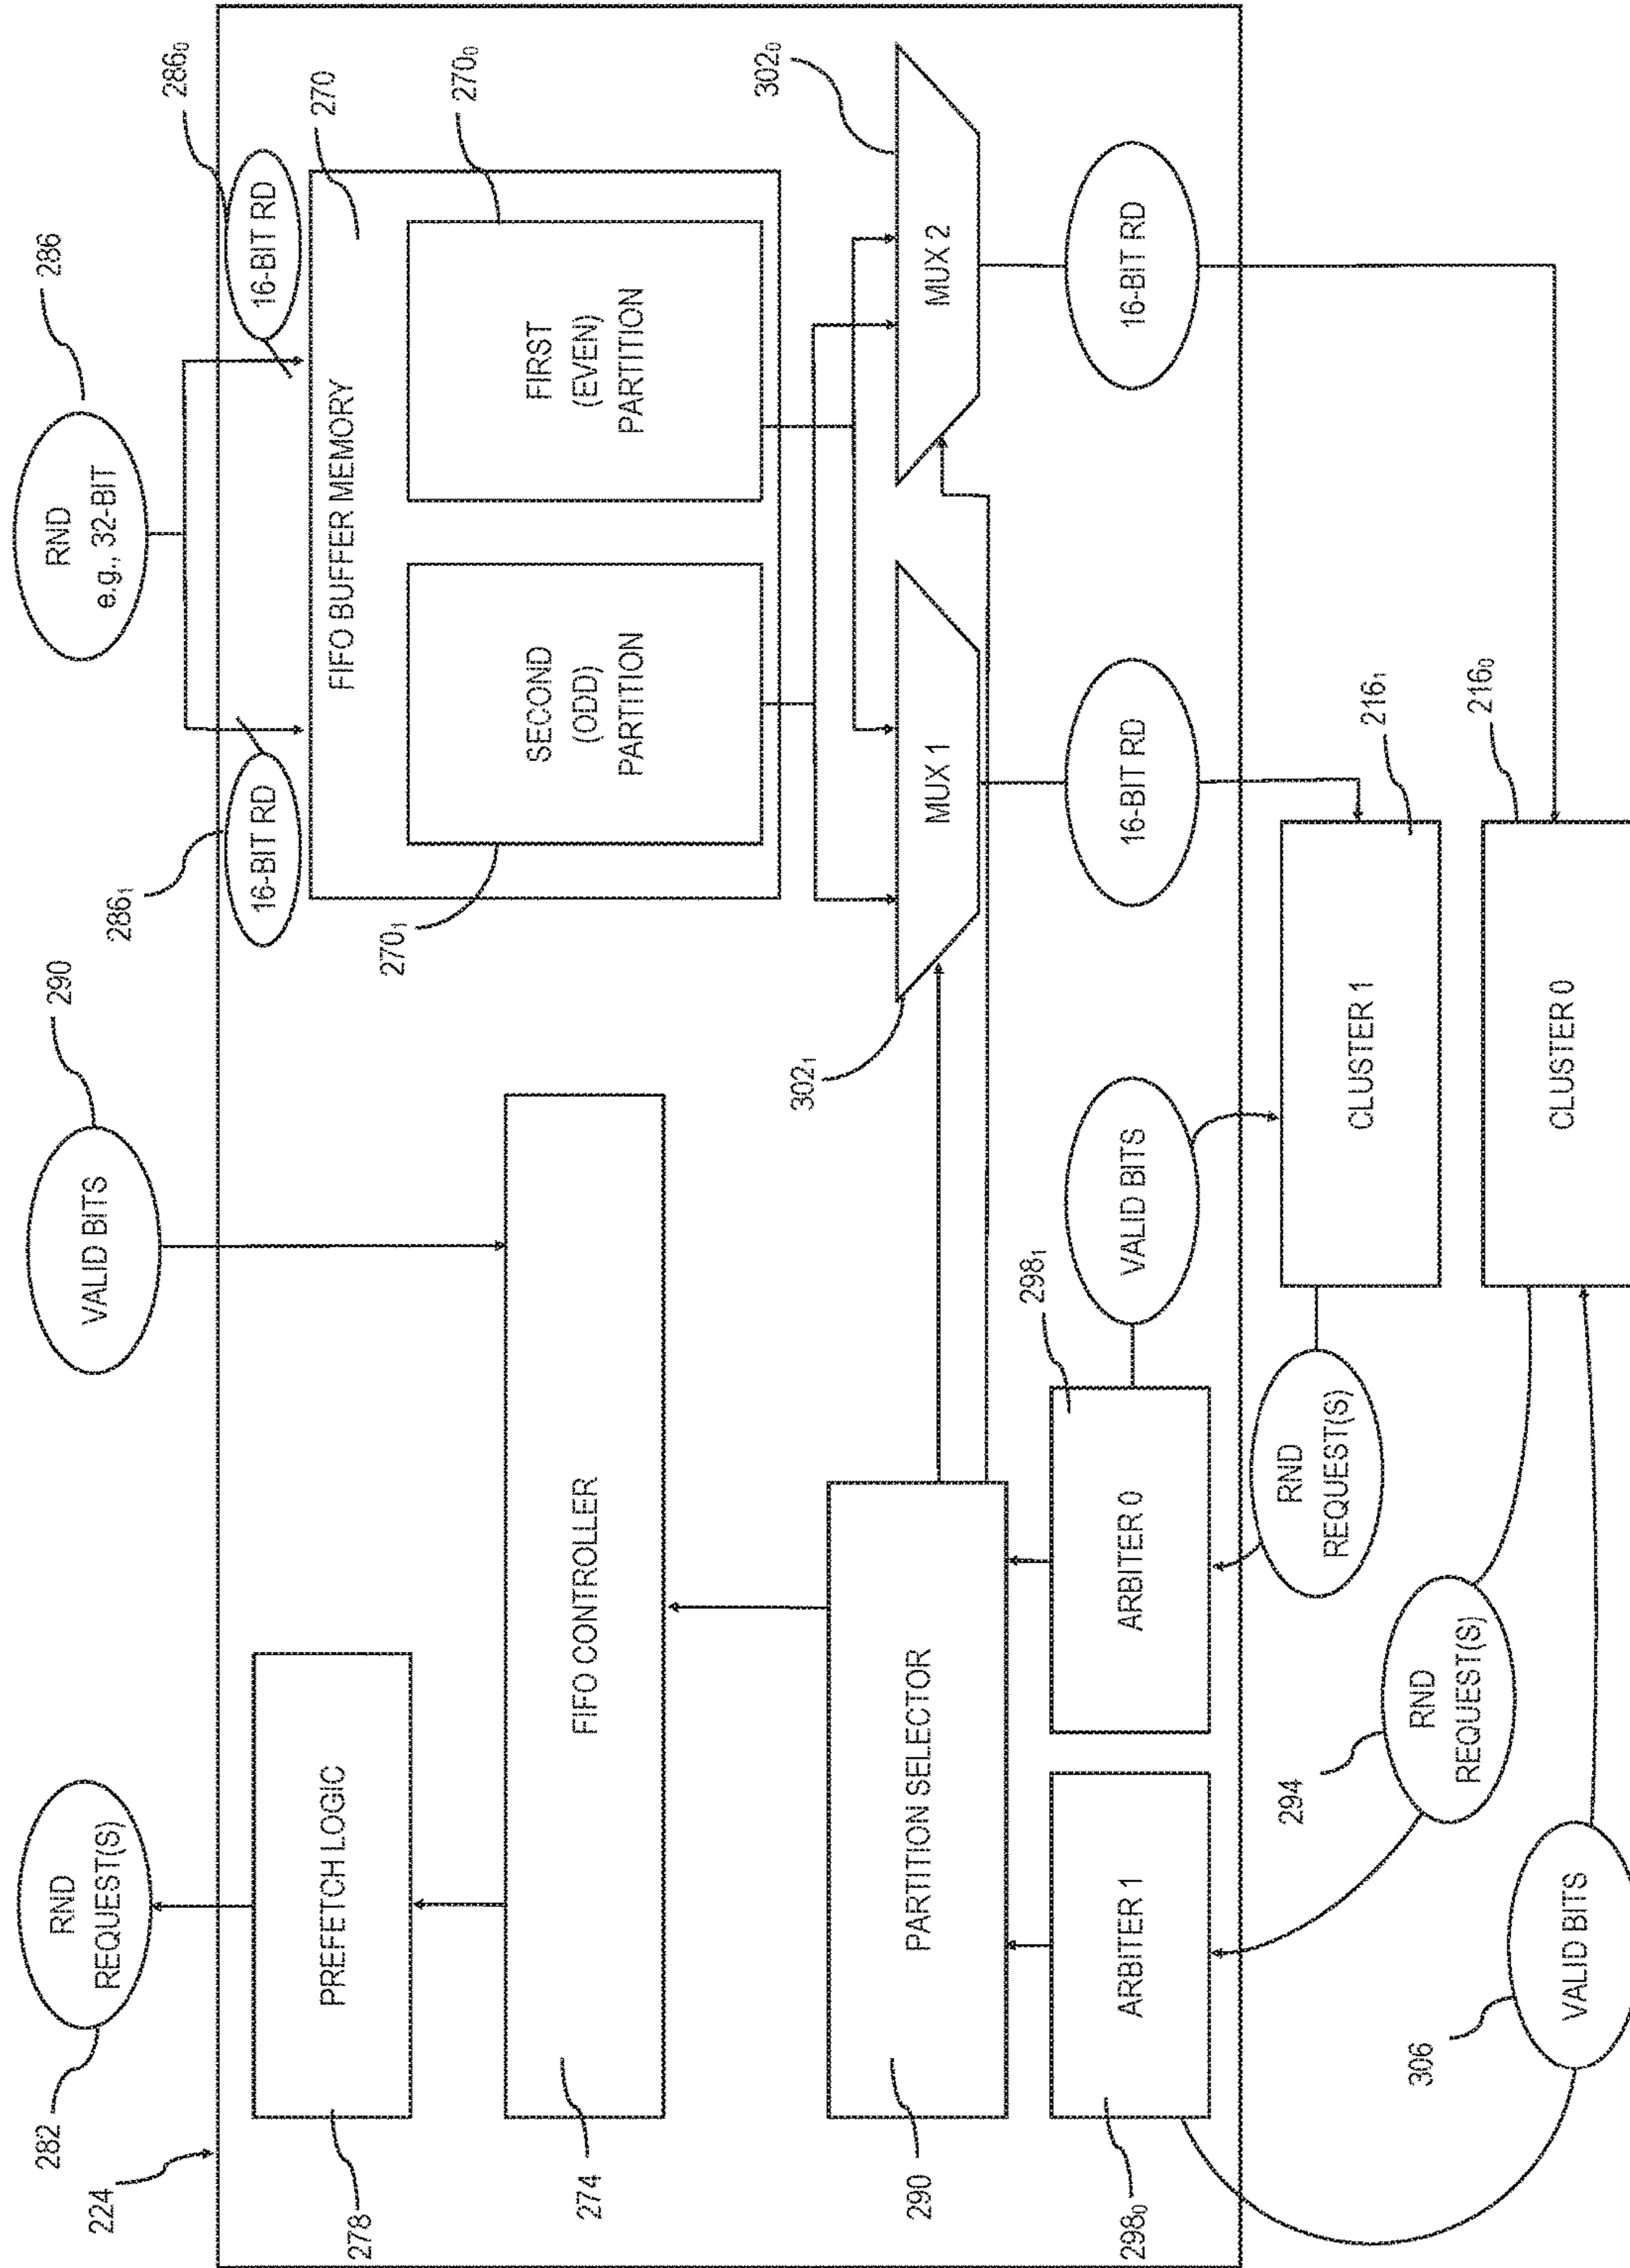 224
282
RND
REQUEST(S)
VALID BITS
290
RND
e.g., 32-BIT
286
278
PREFETCH LOGIC
286₁
16-BIT RD
16-BIT RD
286₀
274
FIFO CONTROLLER
FIFO BUFFER MEMORY
270
270₁
SECOND
(ODD)
PARTITION
FIRST
(EVEN)
PARTITION
270₀
290
PARTITION SELECTOR
302₁
MUX 1
MUX 2
302₀
298₀
ARBITER 1
ARBITER 0
298₁
VALID BITS
16-BIT RD
16-BIT RD
RND
REQUEST(S)
CLUSTER 1
216₁
294
RND
REQUEST(S)
CLUSTER 0
216₀
306
VALID BITS